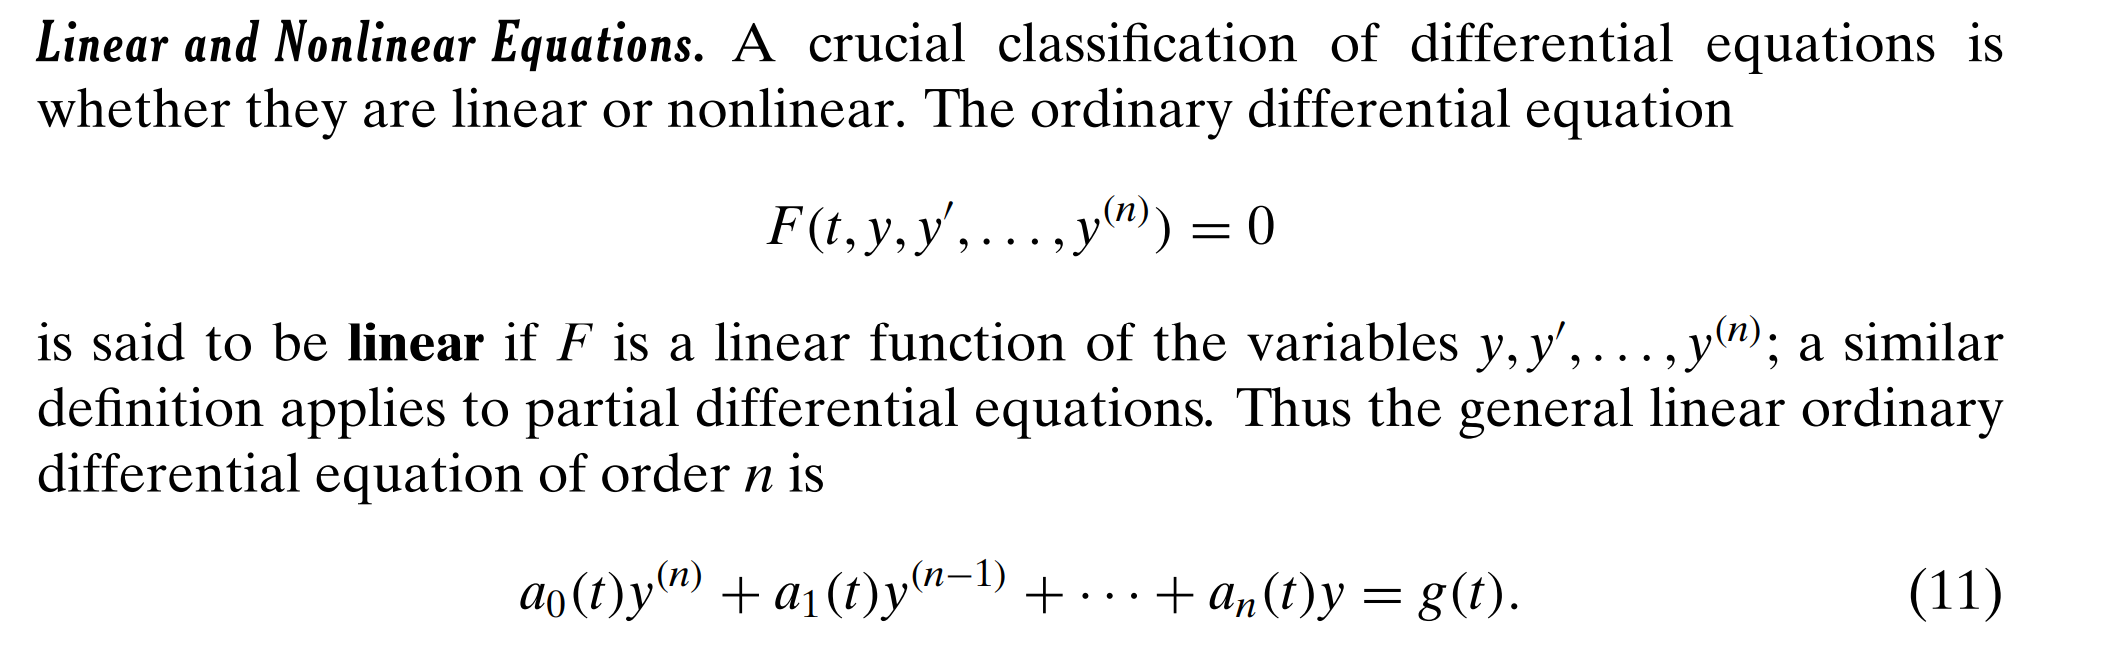 Linear and Nonlinear Equations. A crucial classification of differential equations is
whether they are linear or nonlinear. The ordinary differential equation
F(t, y, y′, . . . , y⁽ⁿ⁾) = 0
is said to be linear if F is a linear function of the variables y, y′, . . . , y⁽ⁿ⁾; a similar
definition applies to partial differential equations. Thus the general linear ordinary
differential equation of order n is
a₀(t)y⁽ⁿ⁾ + a₁(t)y⁽ⁿ⁻¹⁾ + · · · + aₙ(t)y = g(t). (11)